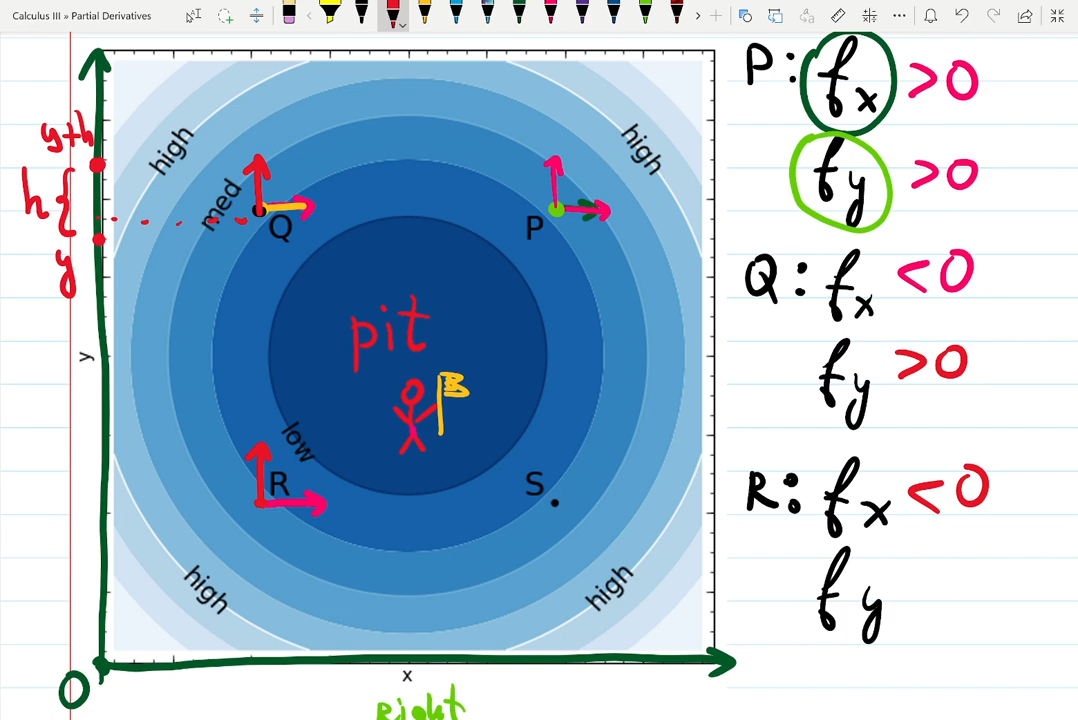 Calculus III » Partial Derivatives
high
high
med
Q
P
pit
B
low
R
S
high
high
y+h
h{
y
y
x
0
Right
P: fx >0
fy >0
Q: fx <0
fy >0
R: fx <0
fy